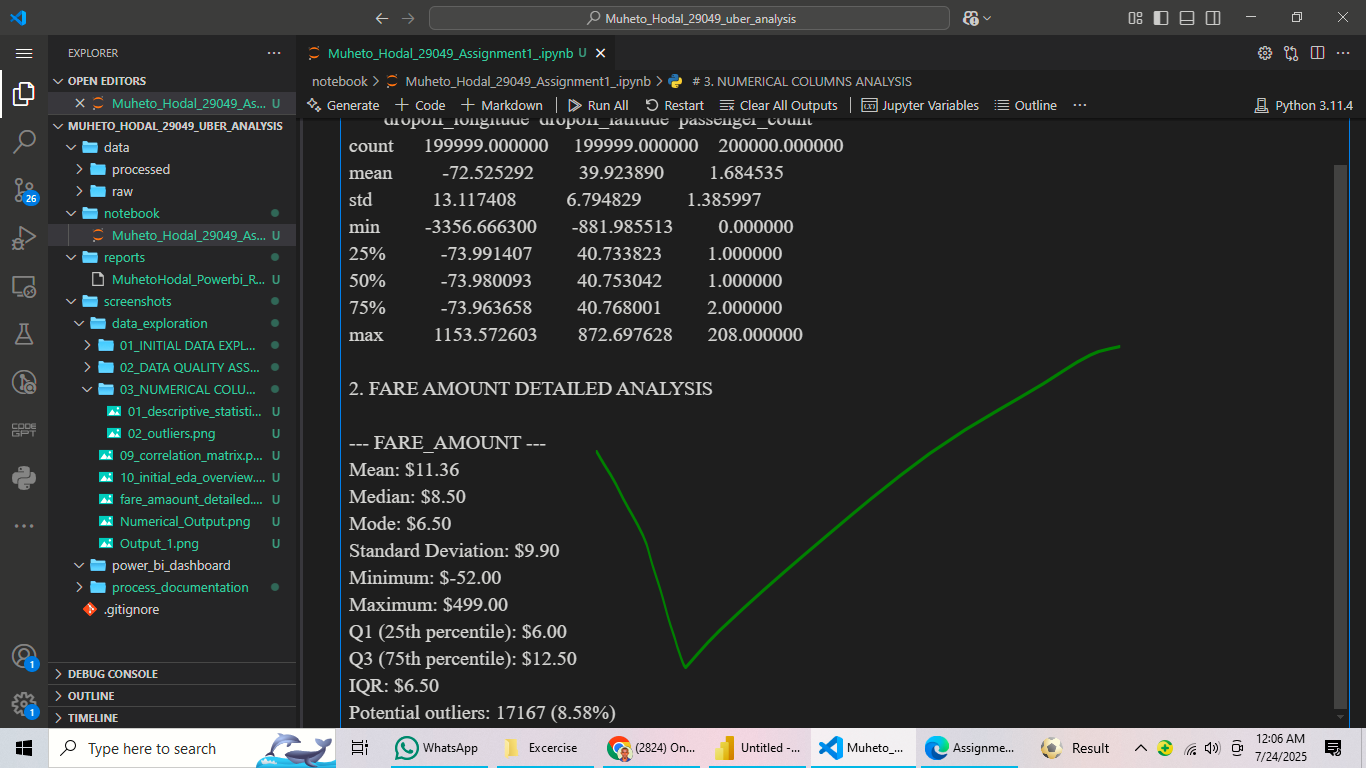 Muheto_Hodal_29049_uber_analysis
EXPLORER
Muheto_Hodal_29049_Assignment1_.ipynb U
OPEN EDITORS
notebook > Muheto_Hodal_29049_Assignment1_.ipynb > # 3. NUMERICAL COLUMNS ANALYSIS
Muheto_Hodal_29049_As... U
Generate + Code + Markdown Run All Restart Clear All Outputs Jupyter Variables Outline ... Python 3.11.4
MUHETO_HODAL_29049_UBER_ANALYSIS
data
processed
raw
26
notebook
Muheto_Hodal_29049_As... U
reports
MuhetoHodal_Powerbi_R... U
screenshots
data_exploration
01_INITIAL DATA EXPL...
02_DATA QUALITY ASS...
03_NUMERICAL COLU...
01_descriptive_statisti... U
02_outliers.png U
09_correlation_matrix.p... U
10_initial_eda_overview.... U
fare_amaount_detailed.... U
Numerical_Output.png U
Output_1.png U
power_bi_dashboard
process_documentation
.gitignore
CODE
GPT
1
1
DEBUG CONSOLE
OUTLINE
TIMELINE
dropoff_longitude dropoff_latitude passenger_count
count 199999.000000 199999.000000 200000.000000
mean -72.525292 39.923890 1.684535
std 13.117408 6.794829 1.385997
min -3356.666300 -881.985513 0.000000
25% -73.991407 40.733823 1.000000
50% -73.980093 40.753042 1.000000
75% -73.963658 40.768001 2.000000
max 1153.572603 872.697628 208.000000
2. FARE AMOUNT DETAILED ANALYSIS
--- FARE_AMOUNT ---
Mean: $11.36
Median: $8.50
Mode: $6.50
Standard Deviation: $9.90
Minimum: $-52.00
Maximum: $499.00
Q1 (25th percentile): $6.00
Q3 (75th percentile): $12.50
IQR: $6.50
Potential outliers: 17167 (8.58%)
Type here to search
WhatsApp
Excercise
(2824) On...
Untitled -...
Muheto_...
Assignme...
Result
12:06 AM
7/24/2025